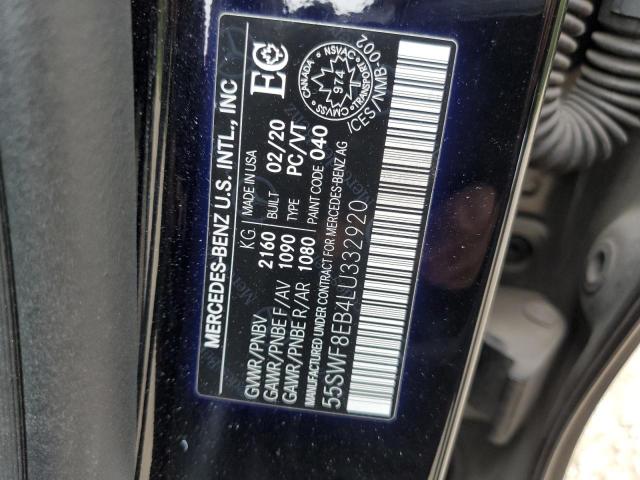 MERCEDES-BENZ U.S. INTL., INC
KG MADE IN USA
GVWR/PNBV 2160 BUILT 02/20
GAWR/PNBE F/AV 1090 TYPE PC/VT
GAWR/PNBE R/AR 1080 PAINT CODE 040
MANUFACTURED UNDER CONTRACT FOR MERCEDES-BENZ AG
55SWF8EB4LU332920
EC
CANADA NSVAC TRANSPORT CMVSS
974
ICES/NMB-002